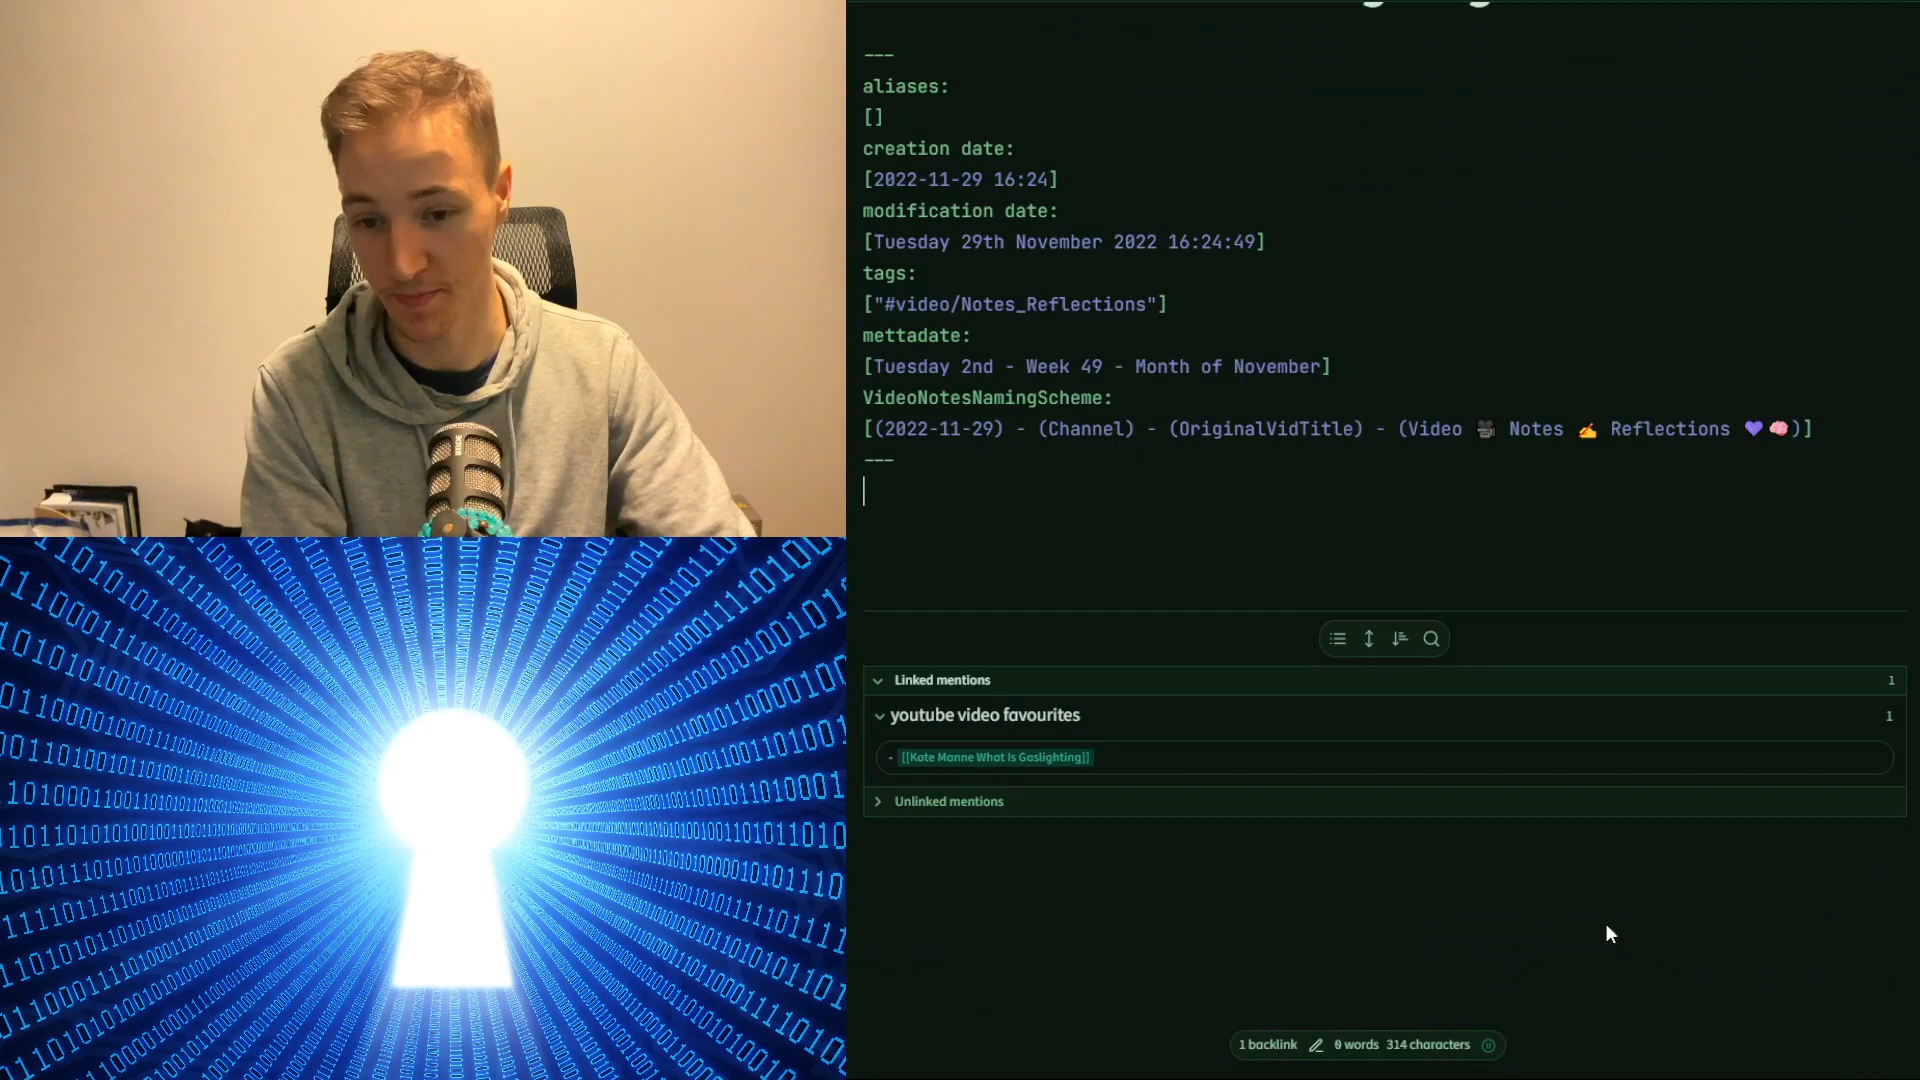 ---
aliases:
[]
creation date:
[2022-11-29 16:24]
modification date:
[Tuesday 29th November 2022 16:24:49]
tags:
["#video/Notes_Reflections"]
mettadate:
[Tuesday 2nd - Week 49 - Month of November]
VideoNotesNamingScheme:
[(2022-11-29) - (Channel) - (OriginalVidTitle) - (Video 🎥 Notes ✍ Reflections 💜🧠)]
---
Linked mentions 1
youtube video favourites 1
- [[Kate Manne What Is Gaslighting]]
Unlinked mentions
1 backlink 0 words 314 characters